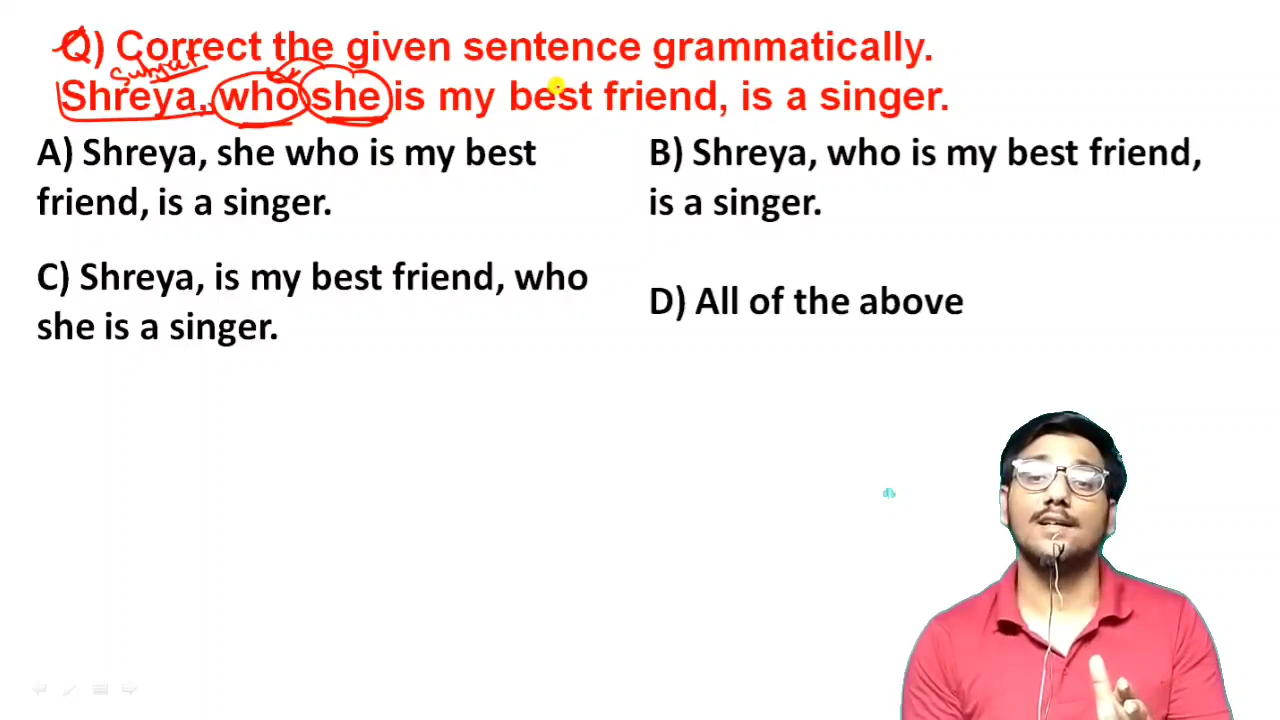 Q) Correct the given sentence grammatically.
Shreya, who she is my best friend, is a singer.
A) Shreya, she who is my best
friend, is a singer.
B) Shreya, who is my best friend,
is a singer.
C) Shreya, is my best friend, who
she is a singer.
D) All of the above